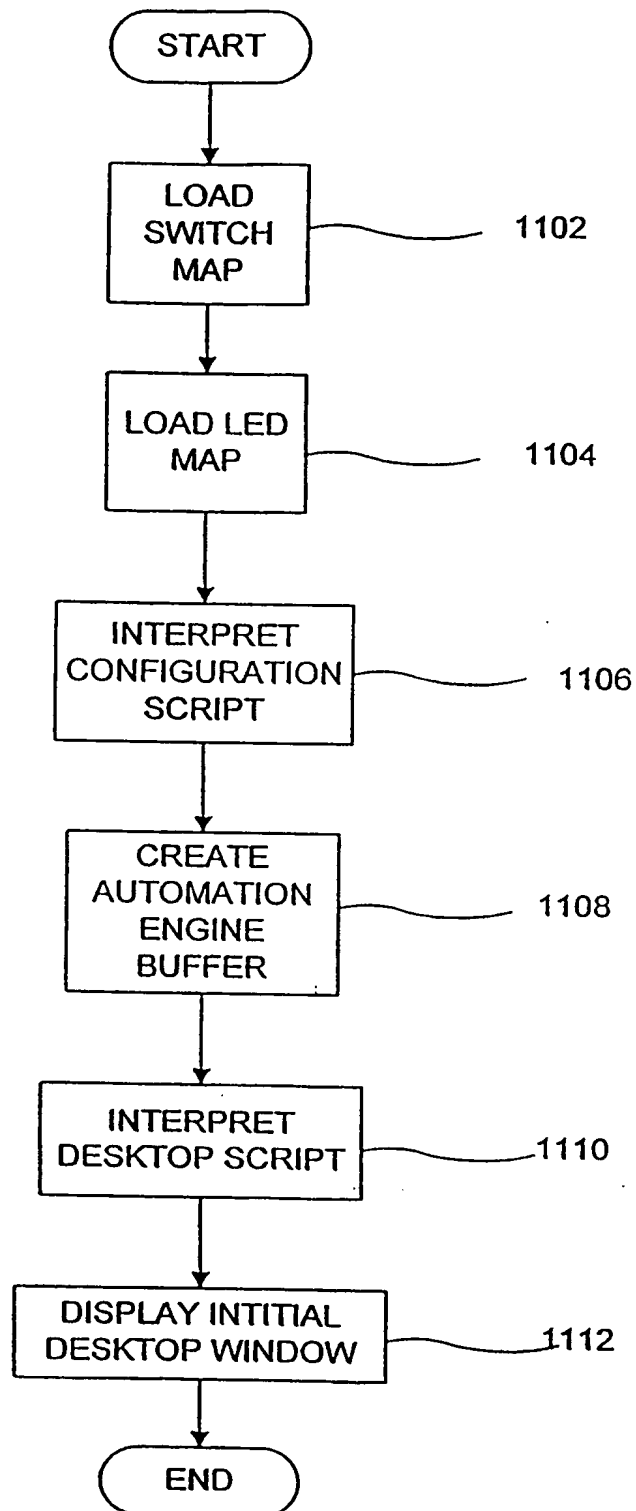 START
LOAD
SWITCH
MAP
1102
LOAD LED
MAP
1104
INTERPRET
CONFIGURATION
SCRIPT
1106
CREATE
AUTOMATION
ENGINE
BUFFER
1108
INTERPRET
DESKTOP SCRIPT
1110
DISPLAY INTITIAL
DESKTOP WINDOW
1112
END